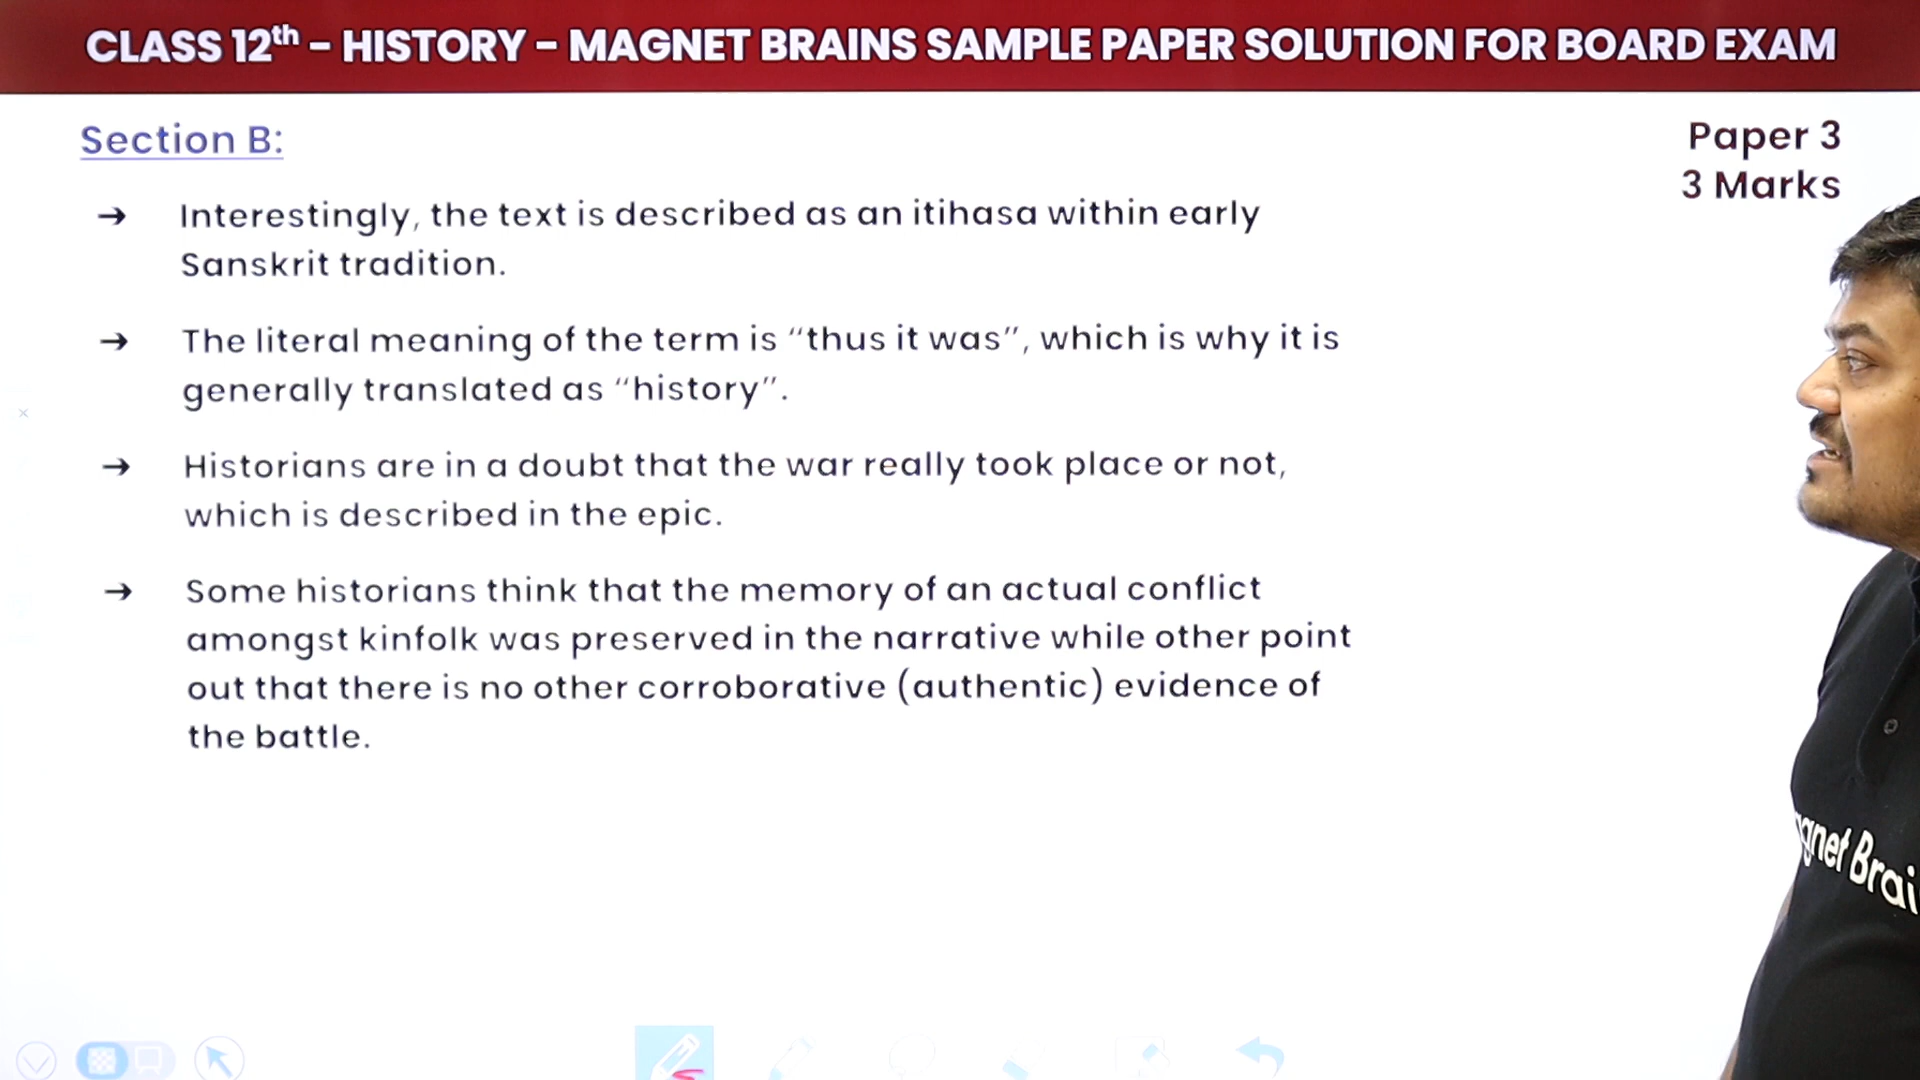 CLASS 12th – HISTORY – MAGNET BRAINS SAMPLE PAPER SOLUTION FOR BOARD EXAM
Section B:
Paper 3
3 Marks
→ Interestingly, the text is described as an itihasa within early
Sanskrit tradition.
→ The literal meaning of the term is “thus it was”, which is why it is
generally translated as “history”.
→ Historians are in a doubt that the war really took place or not,
which is described in the epic.
→ Some historians think that the memory of an actual conflict
amongst kinfolk was preserved in the narrative while other point
out that there is no other corroborative (authentic) evidence of
the battle.